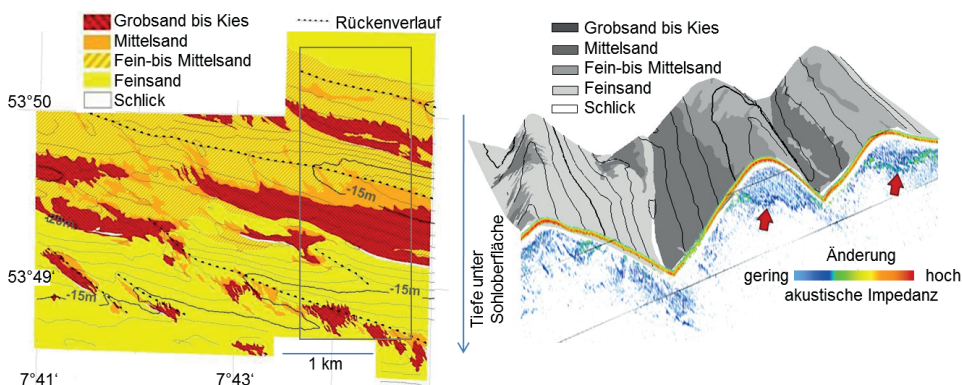 Grobsand bis Kies
Mittelsand
Fein-bis Mittelsand
Feinsand
Schlick
Rückenverlauf
53°50
53°49
-15m
-20m
-15m
-15m
1 km
7°41‘
7°43‘
Grobsand bis Kies
Mittelsand
Fein-bis Mittelsand
Feinsand
Schlick
Tiefe unter
Sohloberfläche
Änderung
gering
hoch
akustische Impedanz